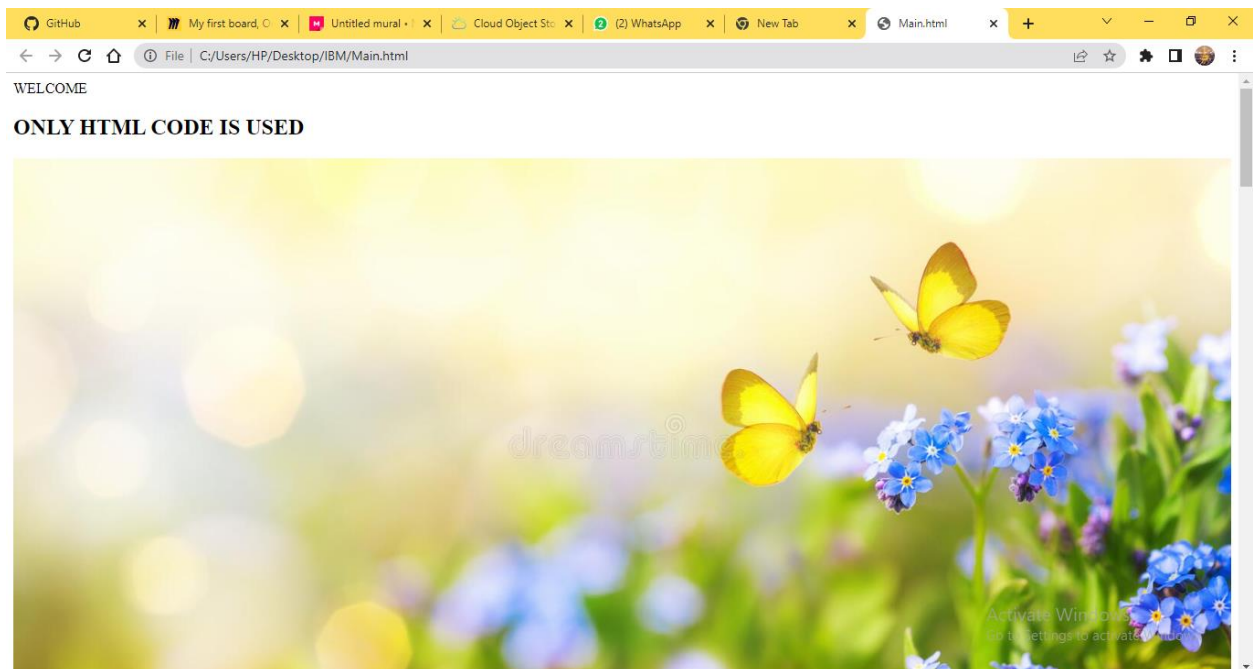 GitHub
My first board, O
Untitled mural •
Cloud Object Sto
(2) WhatsApp
New Tab
Main.html
File | C:/Users/HP/Desktop/IBM/Main.html
WELCOME
ONLY HTML CODE IS USED
dreamstime
Activate Windows
Go to Settings to activate Windows.